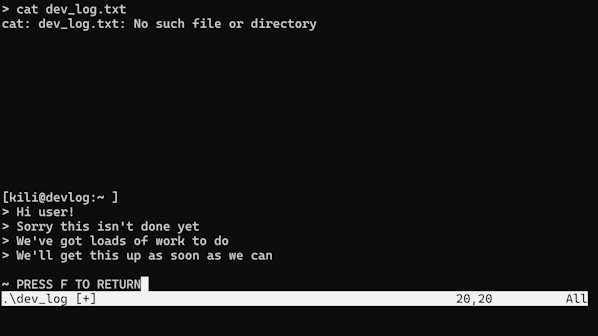 > cat dev_log.txt
cat: dev_log.txt: No such file or directory
[kili@devlog:~ ]
> Hi user!
> Sorry this isn't done yet
> We've got loads of work to do
> We'll get this up as soon as we can
~ PRESS F TO RETURN
.\dev_log [+] 20,20 All